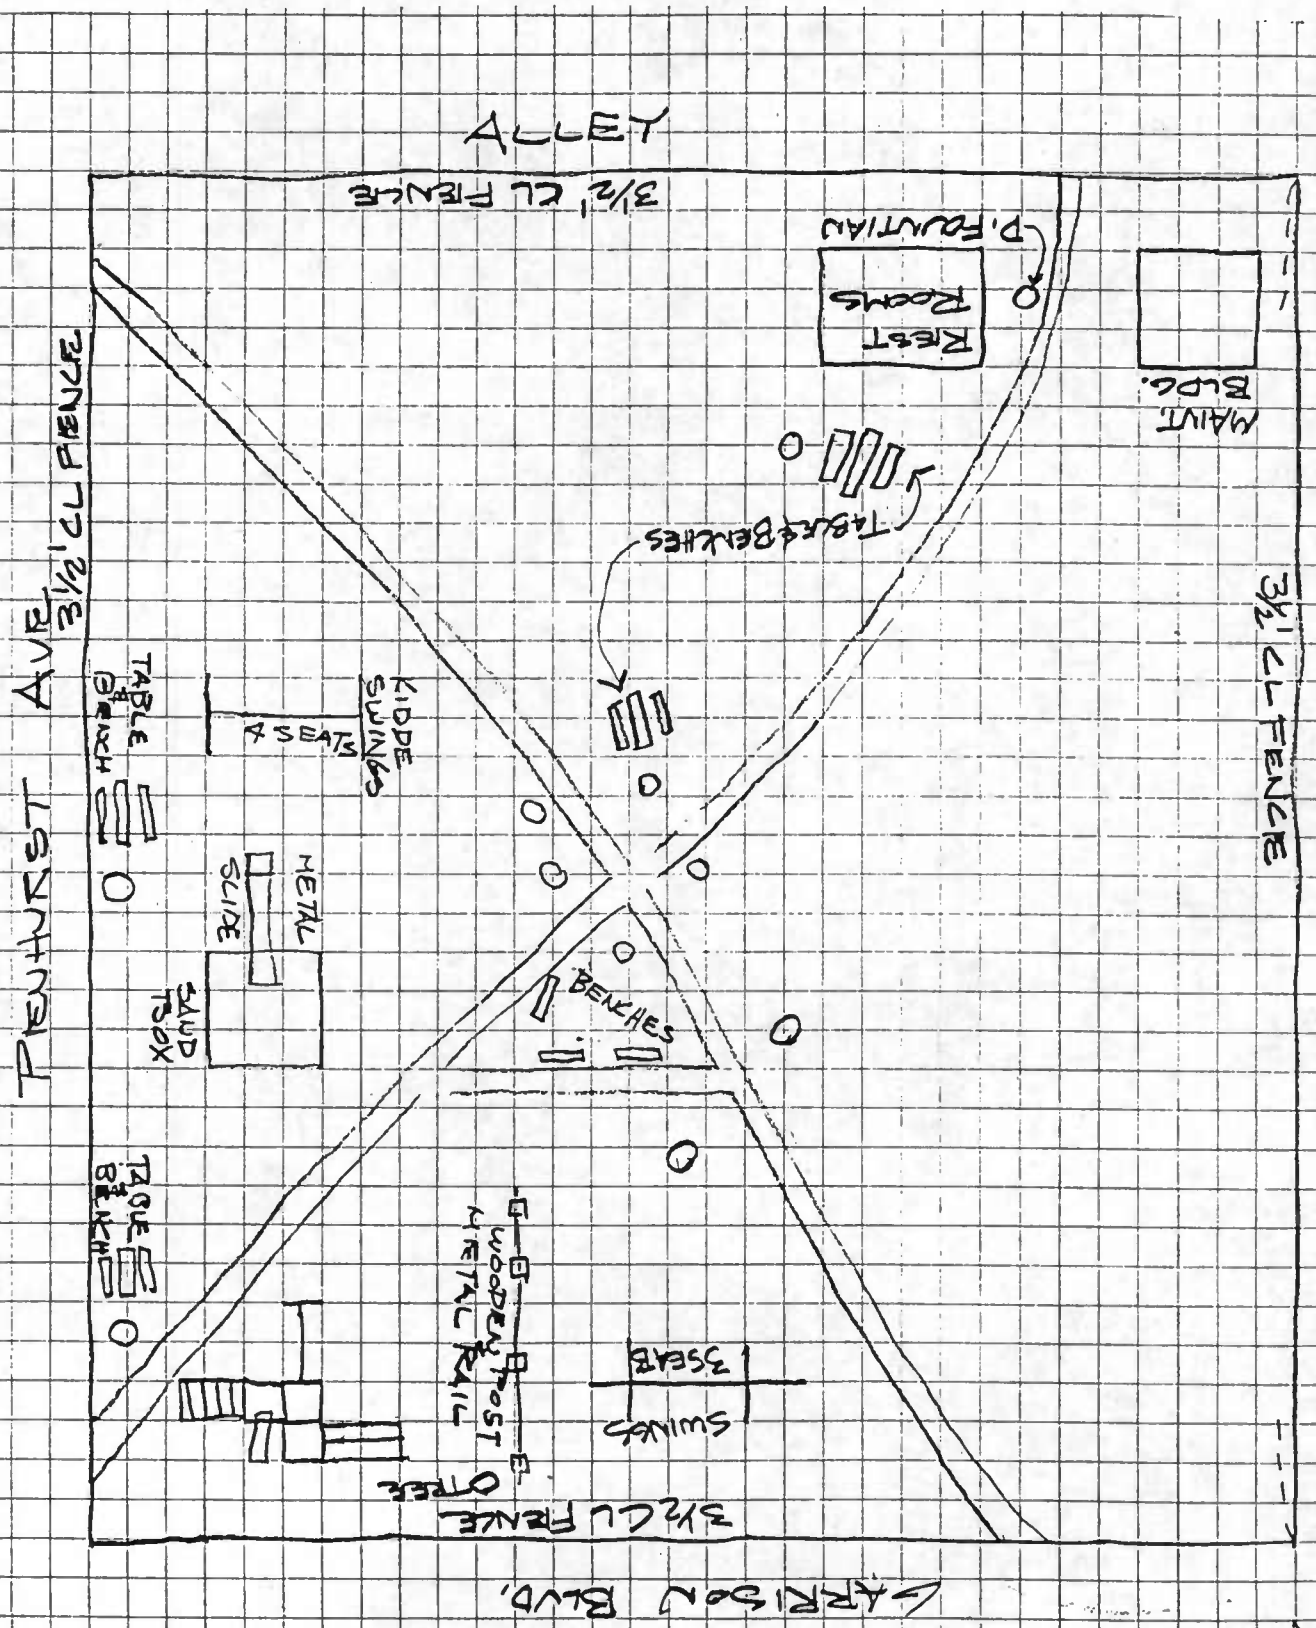 ALLEY
3½' CL FENCE
D. FOUNTIAN
REST
ROOMS
MAINT.
BLDG.
3½' CL FENCE
TABLE & BENCHES
3½' CL FENCE
PENHURST AVE
TABLE
&
BENCH
KIDDE
SWINGS
4 SEATS
METAL
SLIDE
SAND
BOX
BENCHES
TABLE
&
BENCH
WOODEN POST
METAL RAIL
3 SEATS
SWINGS
TREE
3½ CL FENCE
GARRISON BLVD.